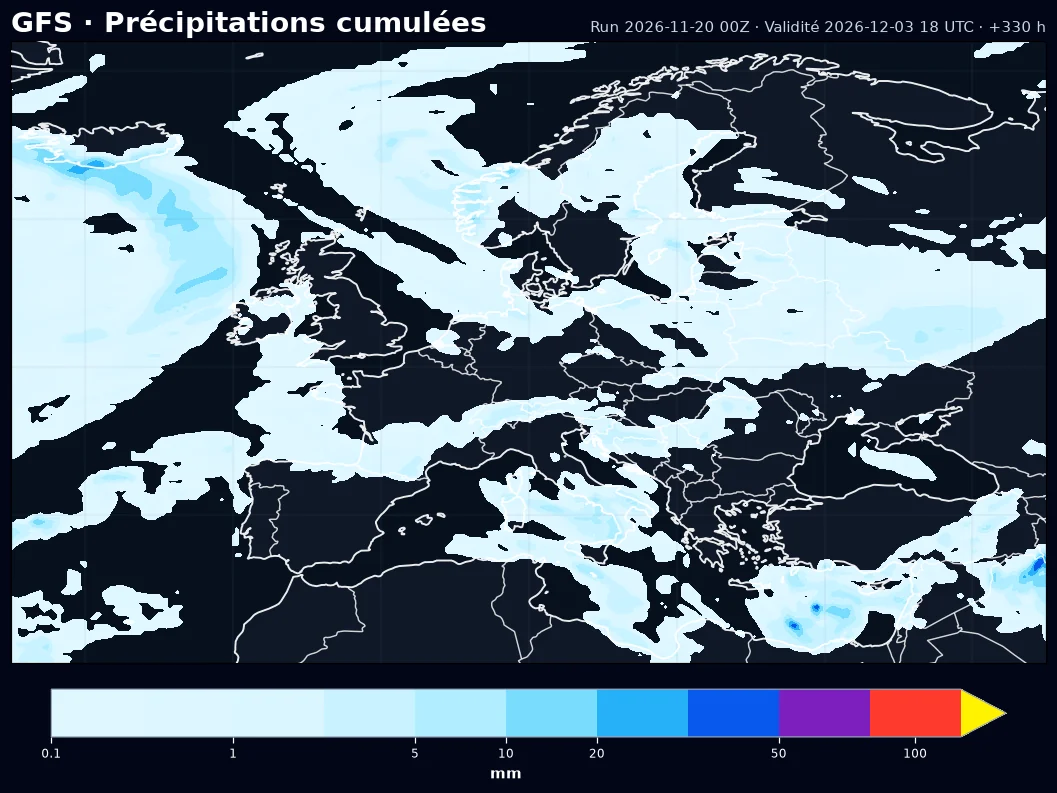 GFS · Précipitations cumulées
Run 2026-11-20 00Z · Validité 2026-12-03 18 UTC · +330 h
0.1 1 5 10 20 50 100
mm